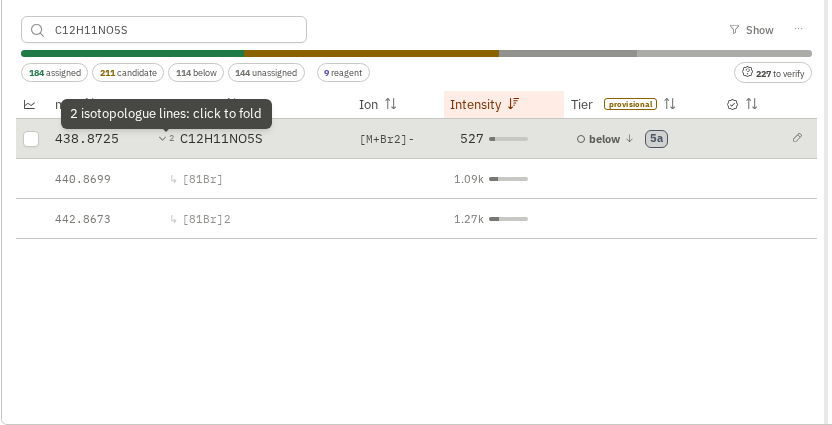 C12H11NO5S
Show ...
184 assigned 211 candidate 114 below 144 unassigned 9 reagent 227 to verify
Ion Intensity Tier provisional
2 isotopologue lines: click to fold
438.8725 2 C12H11NO5S [M+Br2]- 527 below ↓ 5a
440.8699 ↳ [81Br] 1.09k
442.8673 ↳ [81Br]2 1.27k